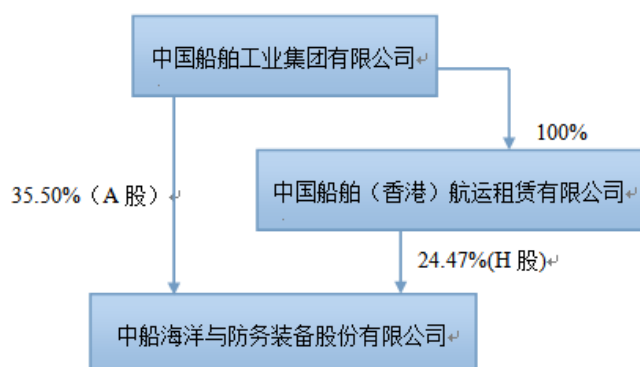 中国船舶工业集团有限公司
100%
35.50%（A 股）
中国船舶（香港）航运租赁有限公司
24.47%(H 股)
中船海洋与防务装备股份有限公司